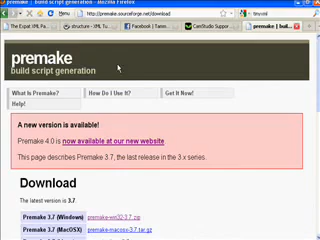 premake | build script generation - Mozilla Firefox
http://premake.sourceforge.net/download
tinyxml
The Expat XML Pa...
structure - XML Tut...
Facebook | Tammi...
CamStudio Suppor...
premake | buil...
premake
build script generation
What Is Premake?
How Do I Use It?
Get It Now!
Help!
A new version is available!
Premake 4.0 is now available at our new website.
This page describes Premake 3.7, the last release in the 3.x series.
Download
The latest version is 3.7.
Premake 3.7 (Windows) premake-win32-3.7.zip
Premake 3.7 (MacOSX) premake-macosx-3.7.tar.gz